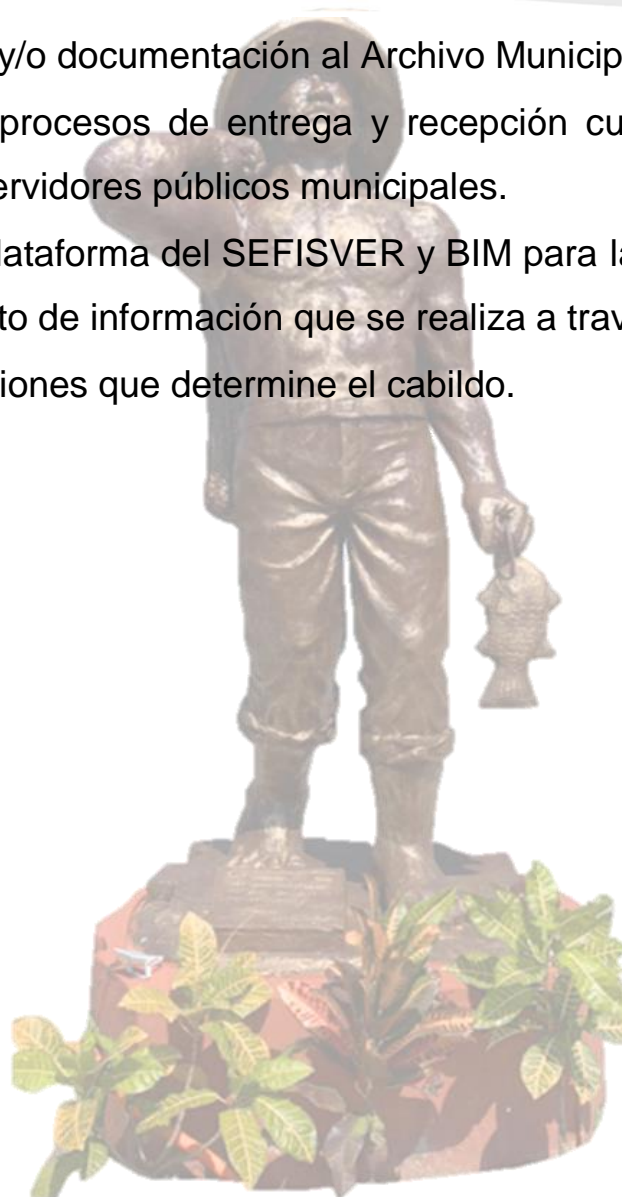 y/o documentación al Archivo Municip
procesos de entrega y recepción cu
ervidores públicos municipales.
lataforma del SEFISVER y BIM para la
to de información que se realiza a trav
iones que determine el cabildo.